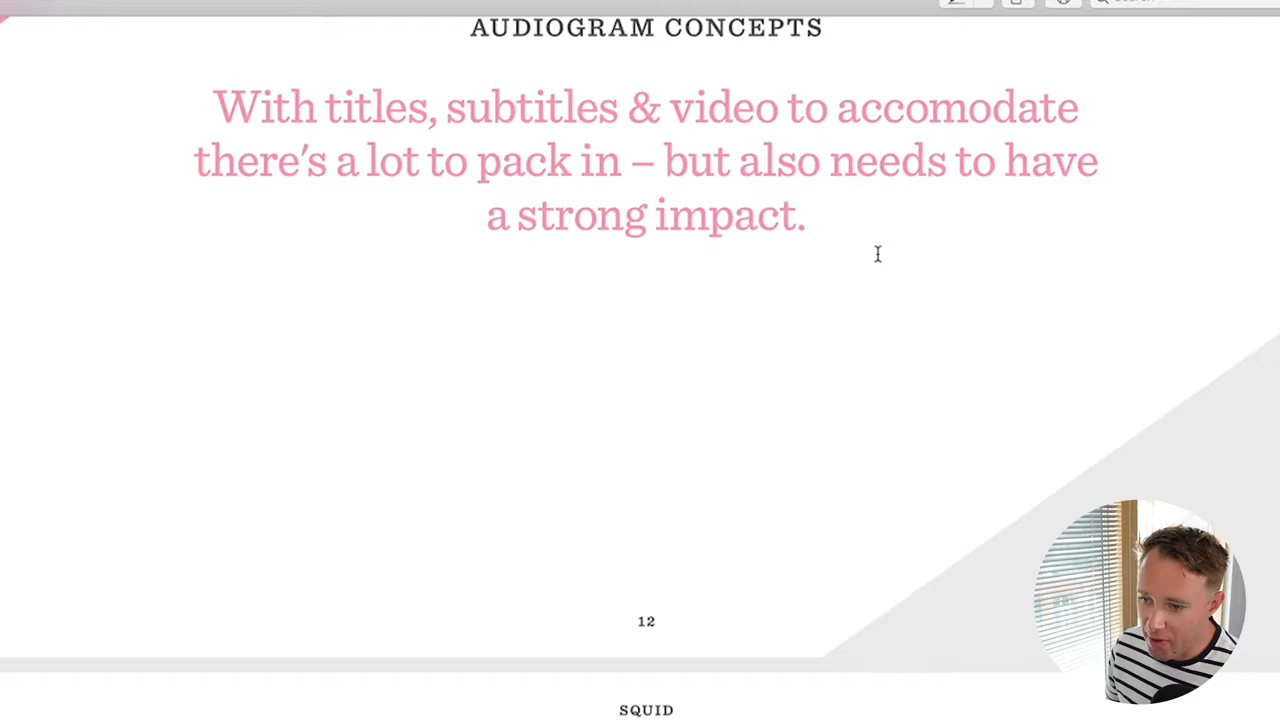 AUDIOGRAM CONCEPTS
With titles, subtitles & video to accomodate
there's a lot to pack in – but also needs to have
a strong impact.
12
SQUID